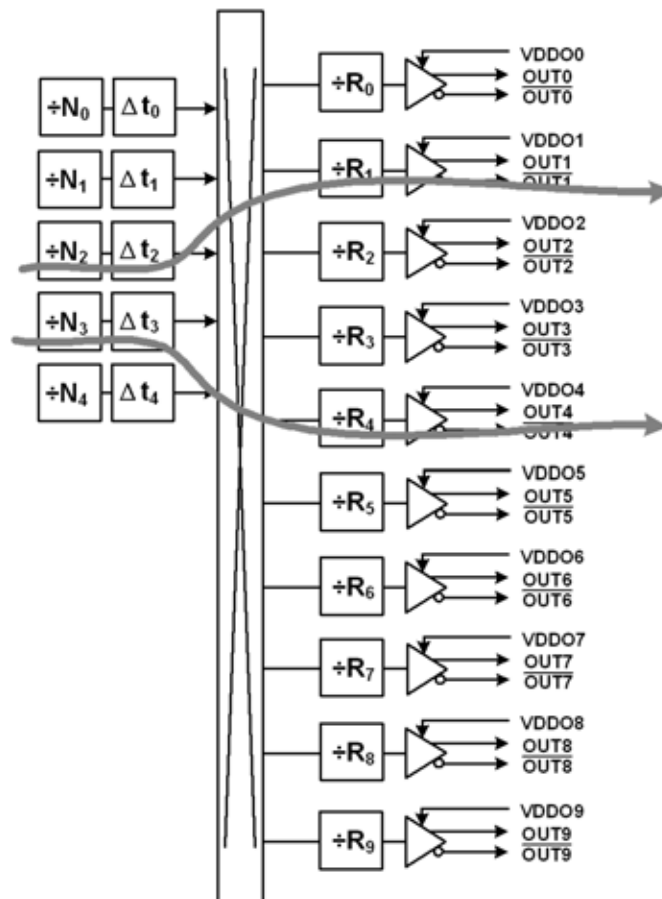 VDDO0
÷R₀
OUT0
OUT0
÷N₀ Δt₀
VDDO1
÷N₁ Δt₁
÷R₁
OUT1
OUT1
VDDO2
÷N₂ Δt₂
÷R₂
OUT2
OUT2
VDDO3
÷N₃ Δt₃
÷R₃
OUT3
OUT3
VDDO4
÷N₄ Δt₄
÷R₄
OUT4
OUT4
VDDO5
÷R₅
OUT5
OUT5
VDDO6
÷R₆
OUT6
OUT6
VDDO7
÷R₇
OUT7
OUT7
VDDO8
÷R₈
OUT8
OUT8
VDDO9
÷R₉
OUT9
OUT9